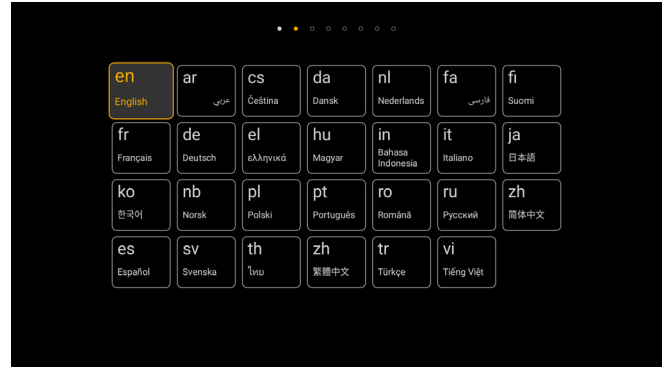 en
English
ar
عربي
cs
Čeština
da
Dansk
nl
Nederlands
fa
فارسی
fi
Suomi
fr
Français
de
Deutsch
el
ελληνικά
hu
Magyar
in
Bahasa
Indonesia
it
Italiano
ja
日本語
ko
한국어
nb
Norsk
pl
Polski
pt
Português
ro
Română
ru
Русский
zh
简体中文
es
Español
sv
Svenska
th
ไทย
zh
繁體中文
tr
Türkçe
vi
Tiếng Việt